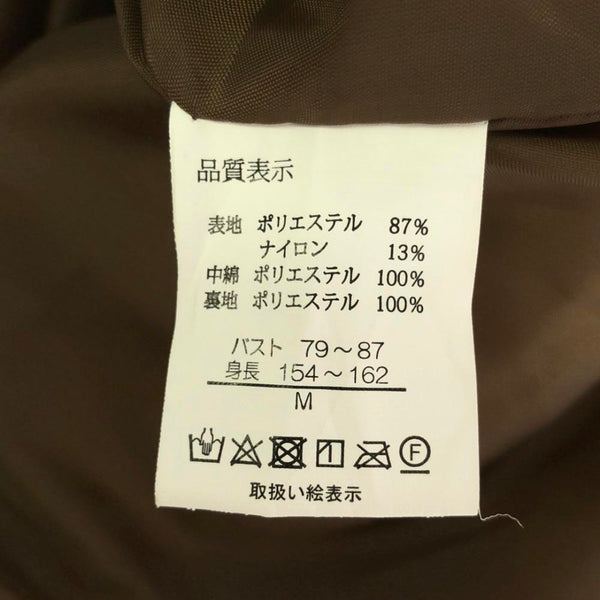 品質表示
表地 ポリエステル 87%
ナイロン 13%
中綿 ポリエステル 100%
裏地 ポリエステル 100%
バスト 79～87
身長 154～162
M
F
取扱い絵表示